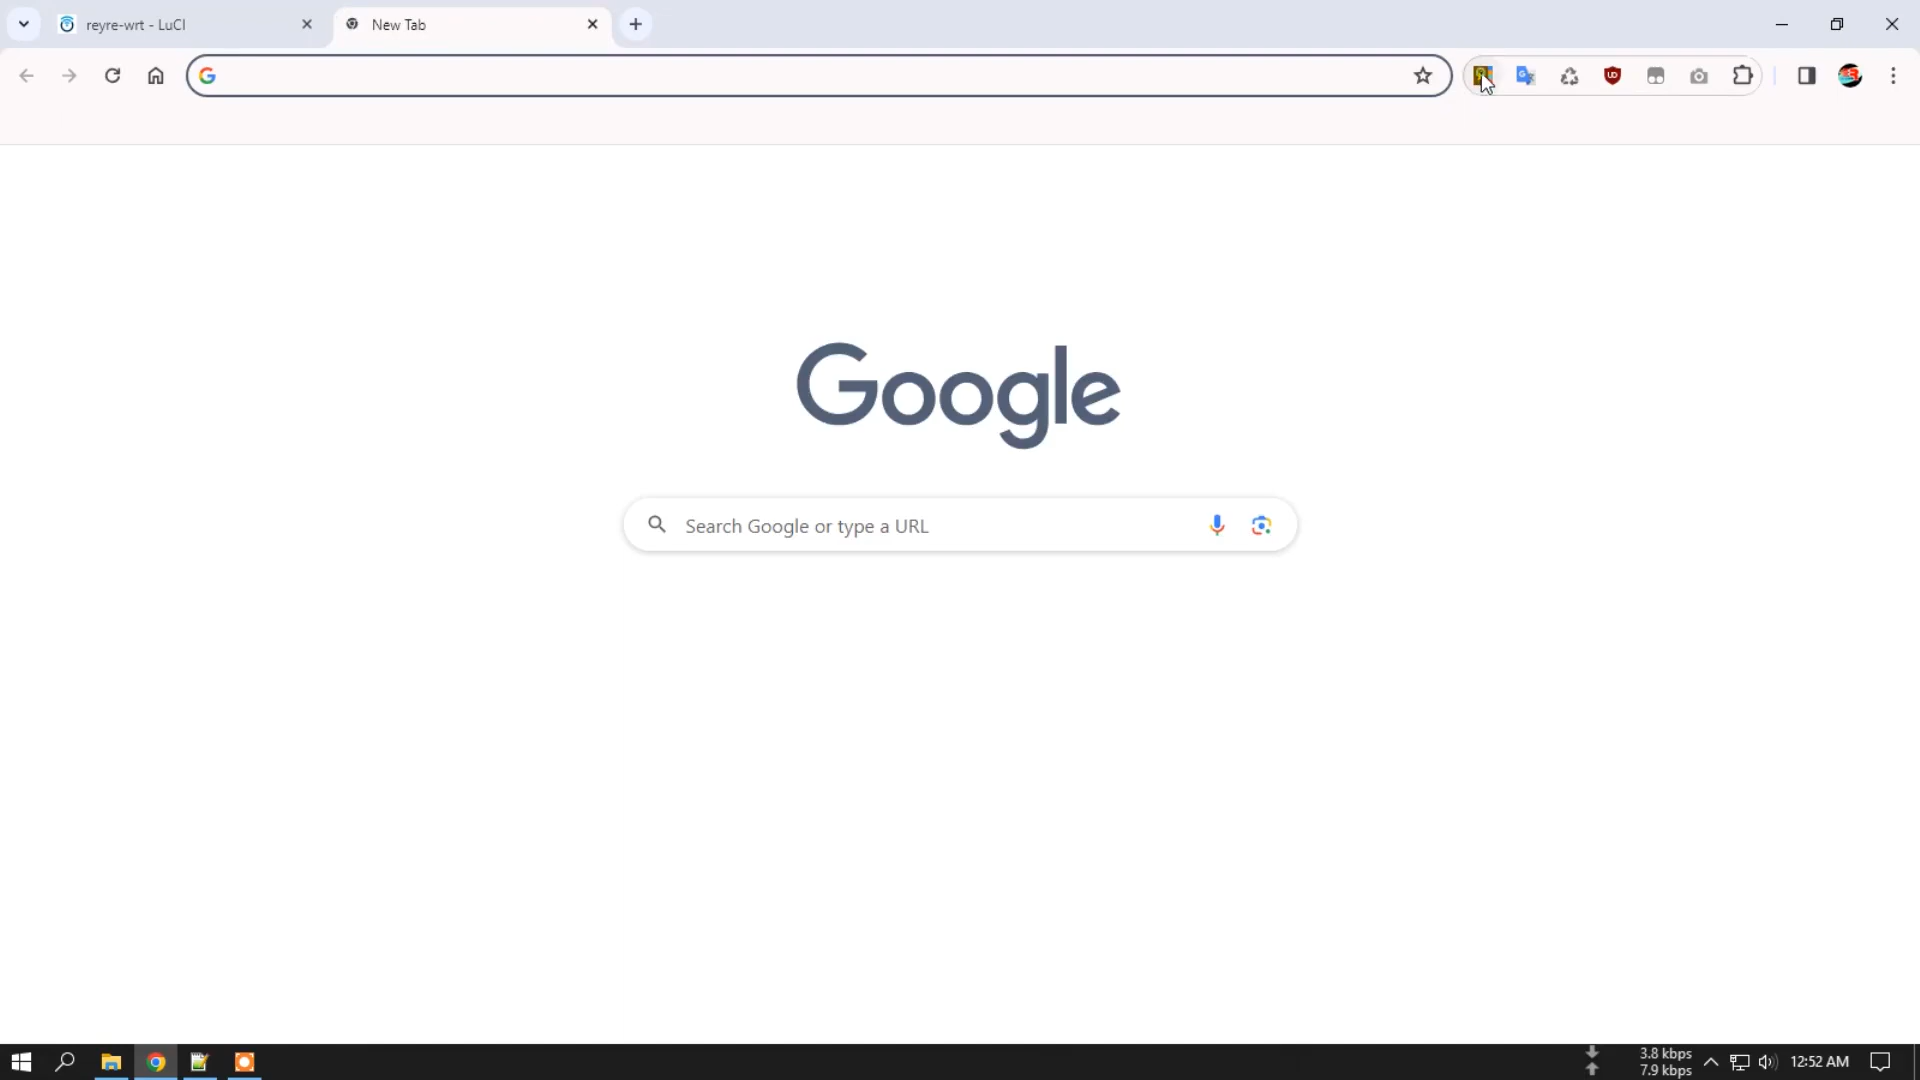 reyre-wrt - LuCI
New Tab
Google
Search Google or type a URL
3.8 kbps
7.9 kbps
12:52 AM